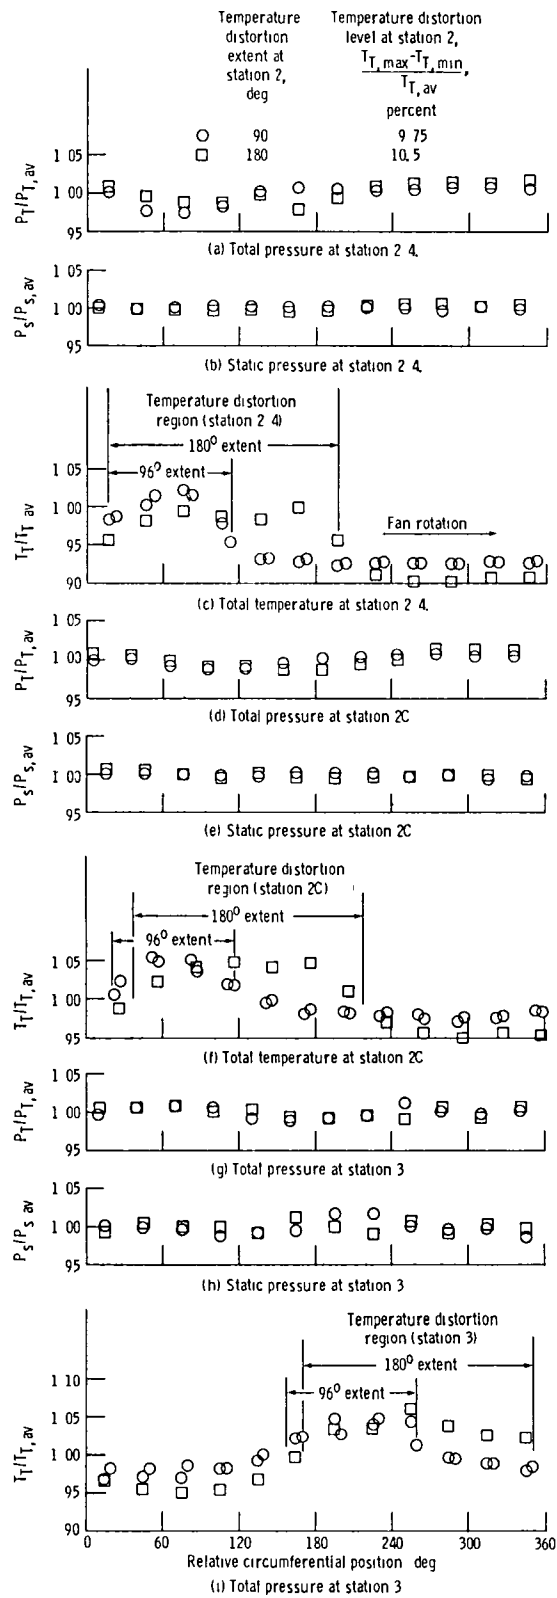 Temperature distortion extent at station 2, deg
Temperature distortion level at station 2,
T_T,max-T_T,min,
T_T,av
percent
○ 90 9 75
□ 180 10.5
P_T/P_T,av
1 05
1 00
95
(a) Total pressure at station 2 4.
P_s/P_s,av
1 05
1 00
95
(b) Static pressure at station 2 4.
Temperature distortion
region (station 2 4)
180° extent
96° extent
Fan rotation
T_T/T_T av
1 05
1 00
95
90
(c) Total temperature at station 2 4.
P_T/P_T,av
1 05
1 00
95
(d) Total pressure at station 2C
P_s/P_s,av
1 05
1 00
95
(e) Static pressure at station 2C
Temperature distortion
region (station 2C)
180° extent
96° extent
T_T/T_T,av
1 05
1 00
95
(f) Total temperature at station 2C
P_T/P_T,av
1 05
1 00
95
(g) Total pressure at station 3
P_s/P_s av
1 05
1 00
95
(h) Static pressure at station 3
Temperature distortion
region (station 3)
180° extent
96° extent
T_T/T_T,av
1 10
1 05
1 00
95
90
0 60 120 180 240 300 360
Relative circumferential position deg
(i) Total pressure at station 3